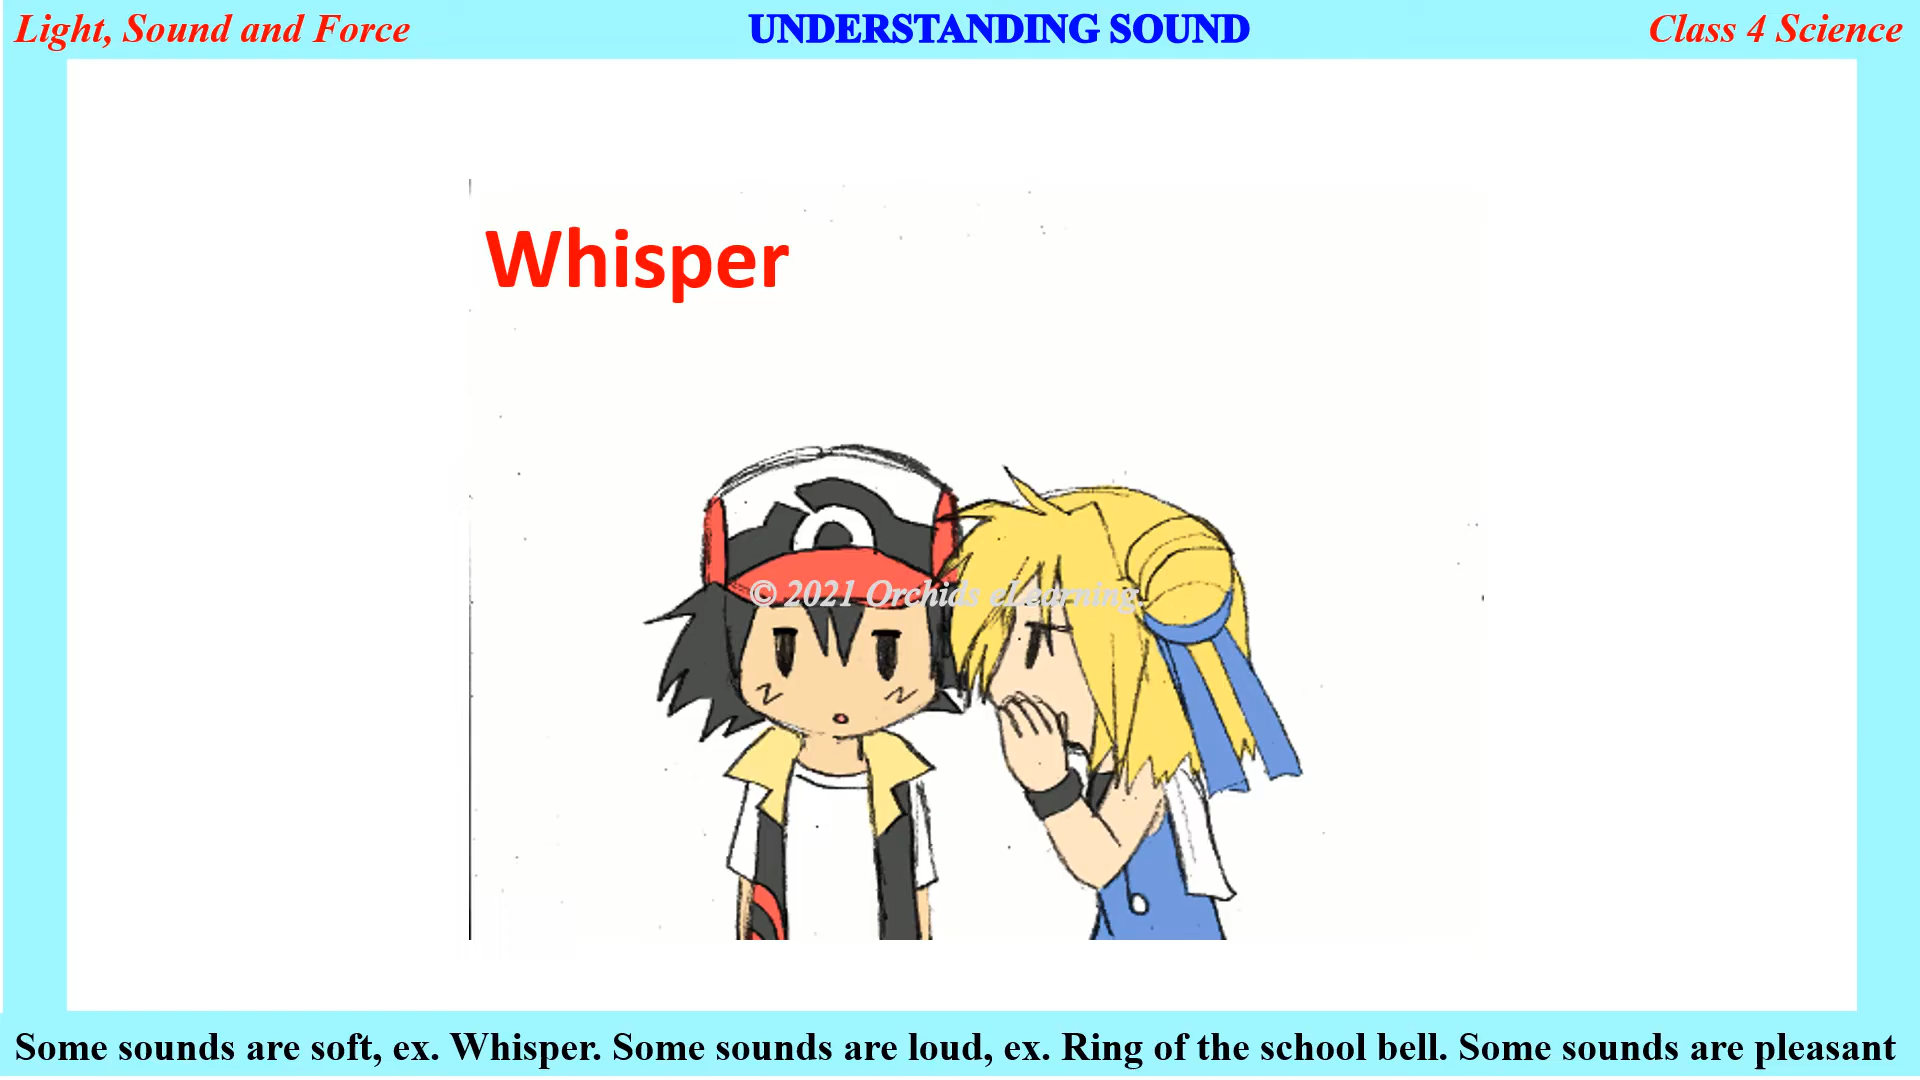 Light, Sound and Force
UNDERSTANDING SOUND
Class 4 Science
Whisper
© 2021 Orchids eLearning.
Some sounds are soft, ex. Whisper. Some sounds are loud, ex. Ring of the school bell. Some sounds are pleasant